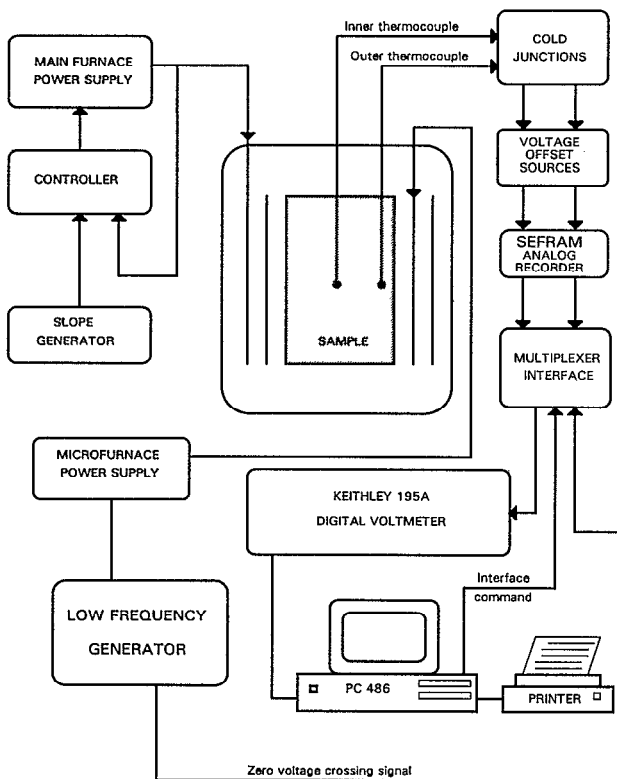 Inner thermocouple
Outer thermocouple
COLD
JUNCTIONS
MAIN FURNACE
POWER SUPPLY
VOLTAGE
OFFSET
SOURCES
CONTROLLER
SEFRAM
ANALOG
RECORDER
SLOPE
GENERATOR
SAMPLE
MULTIPLEXER
INTERFACE
MICROFURNACE
POWER SUPPLY
KEITHLEY 195A
DIGITAL VOLTMETER
Interface
command
LOW FREQUENCY
GENERATOR
PC 486
PRINTER
Zero voltage crossing signal